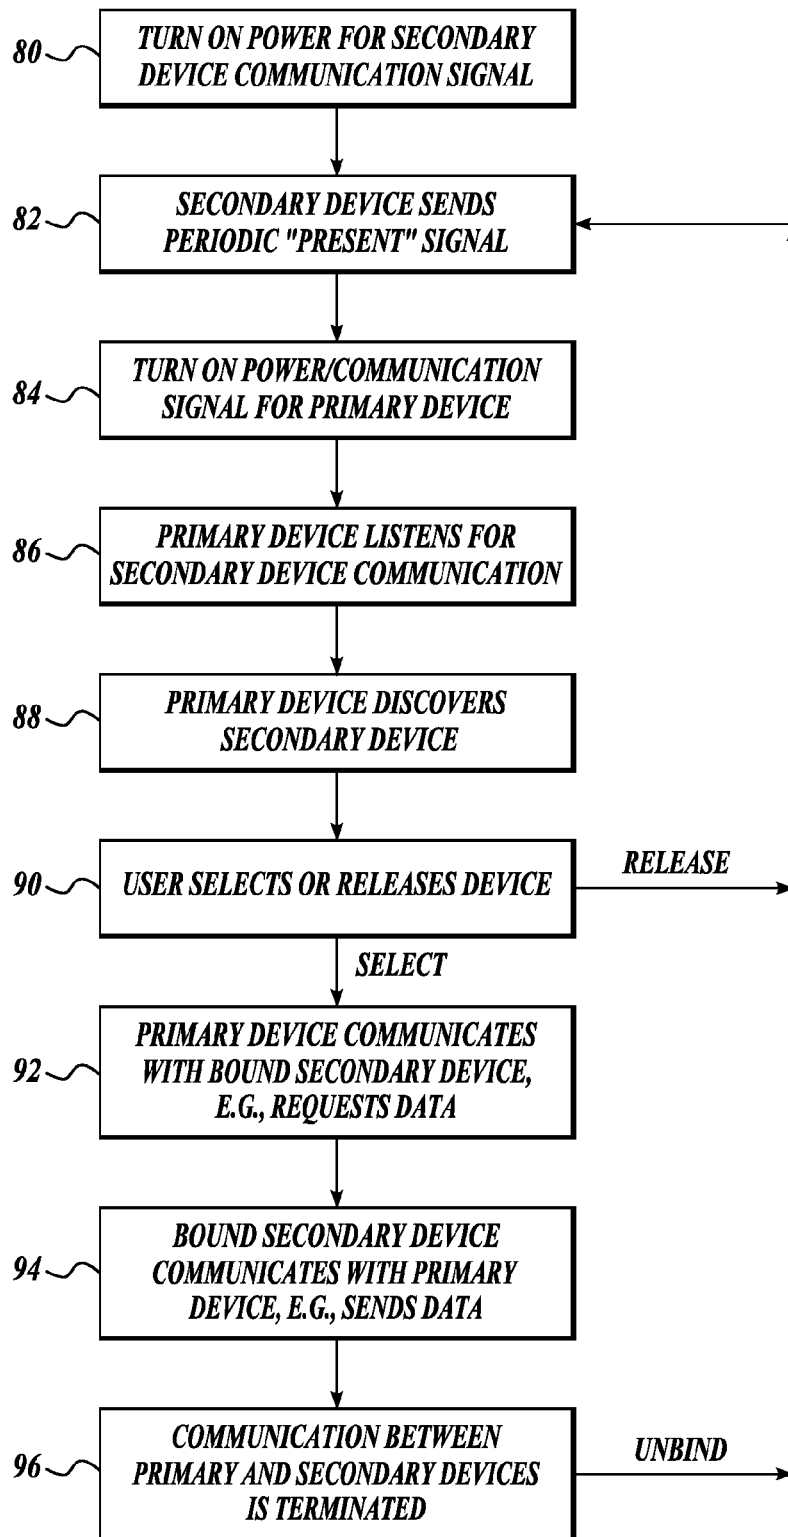 80
TURN ON POWER FOR SECONDARY
DEVICE COMMUNICATION SIGNAL
82
SECONDARY DEVICE SENDS
PERIODIC "PRESENT" SIGNAL
84
TURN ON POWER/COMMUNICATION
SIGNAL FOR PRIMARY DEVICE
86
PRIMARY DEVICE LISTENS FOR
SECONDARY DEVICE COMMUNICATION
88
PRIMARY DEVICE DISCOVERS
SECONDARY DEVICE
90
USER SELECTS OR RELEASES DEVICE
RELEASE
SELECT
92
PRIMARY DEVICE COMMUNICATES
WITH BOUND SECONDARY DEVICE,
E.G., REQUESTS DATA
94
BOUND SECONDARY DEVICE
COMMUNICATES WITH PRIMARY
DEVICE, E.G., SENDS DATA
96
COMMUNICATION BETWEEN
PRIMARY AND SECONDARY DEVICES
IS TERMINATED
UNBIND